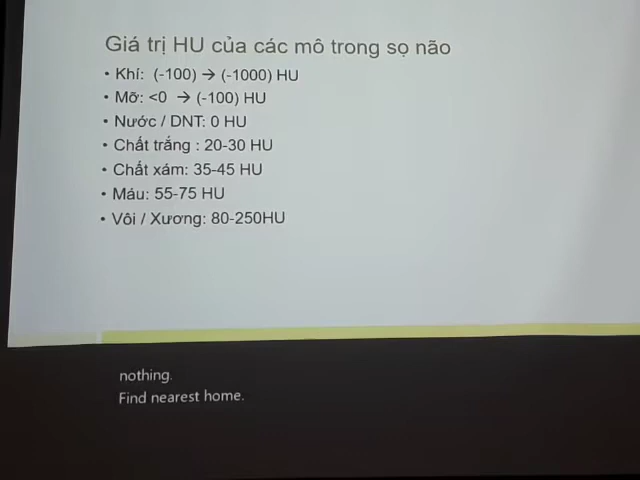 Giá trị HU của các mô trong sọ não
• Khí: (-100) → (-1000) HU
• Mỡ: <0 → (-100) HU
• Nước / DNT: 0 HU
• Chất trắng : 20-30 HU
• Chất xám: 35-45 HU
• Máu: 55-75 HU
• Vôi / Xương: 80-250HU
nothing.
Find nearest home.